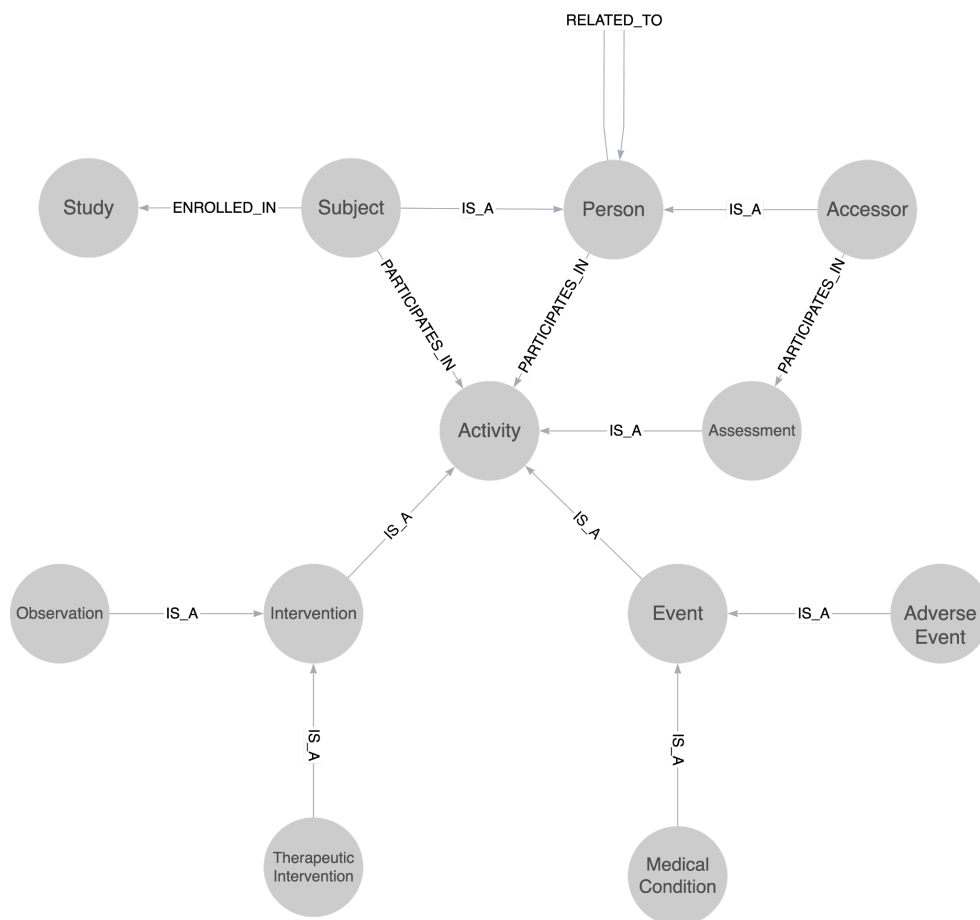 RELATED_TO
Study
ENROLLED_IN
Subject
IS_A
Person
IS_A
Accessor
PARTICIPATES_IN
PARTICIPATES_IN
PARTICIPATES_IN
Activity
IS_A
Assessment
IS_A
IS_A
Observation
IS_A
Intervention
Event
IS_A
Adverse
Event
IS_A
IS_A
Therapeutic
Intervention
Medical
Condition